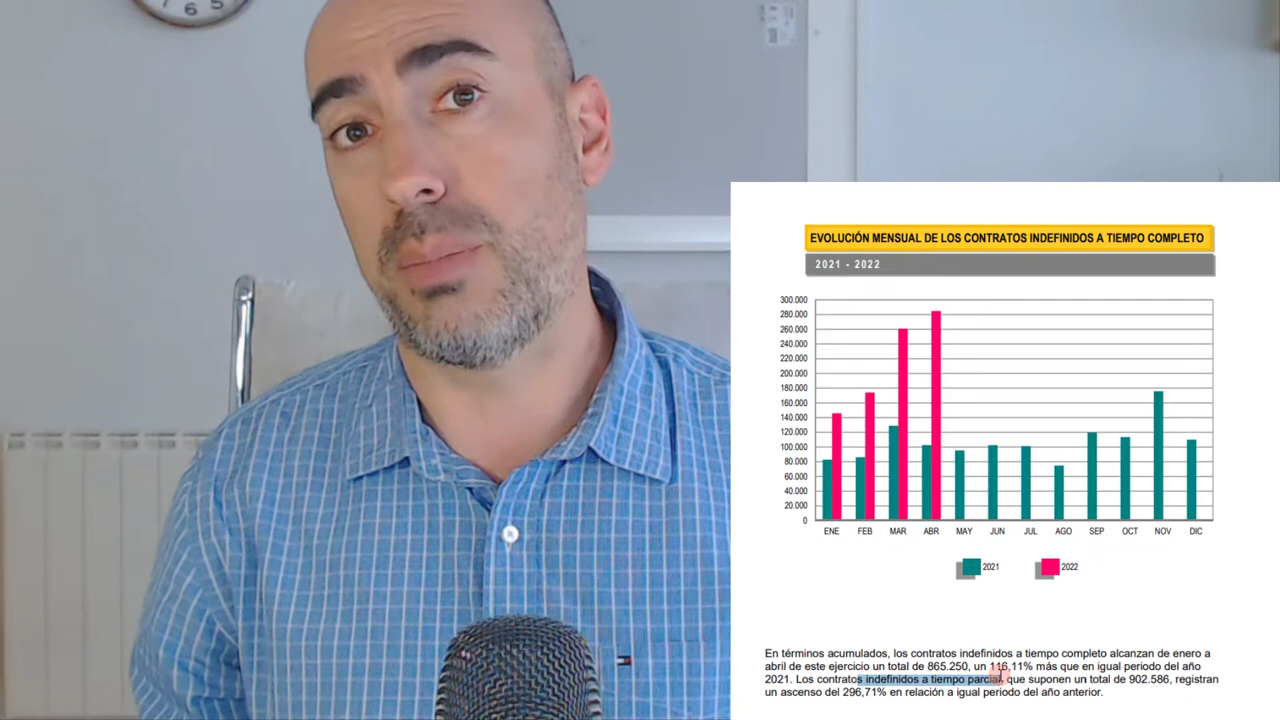 7 6 5
EVOLUCIÓN MENSUAL DE LOS CONTRATOS INDEFINIDOS A TIEMPO COMPLETO
2021 - 2022
300.000
280.000
260.000
240.000
220.000
200.000
180.000
160.000
140.000
120.000
100.000
80.000
60.000
40.000
20.000
0
ENE FEB MAR ABR MAY JUN JUL AGO SEP OCT NOV DIC
2021 2022
En términos acumulados, los contratos indefinidos a tiempo completo alcanzan de enero a
abril de este ejercicio un total de 865.250, un 116,11% más que en igual periodo del año
2021. Los contratos indefinidos a tiempo parcial, que suponen un total de 902.586, registran
un ascenso del 296,71% en relación a igual periodo del año anterior.